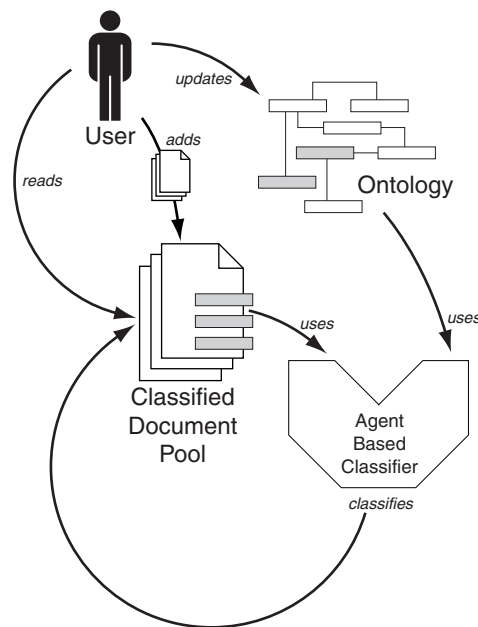 updates
User
adds
reads
Ontology
uses
uses
Classified
Document
Pool
Agent
Based
Classifier
classifies